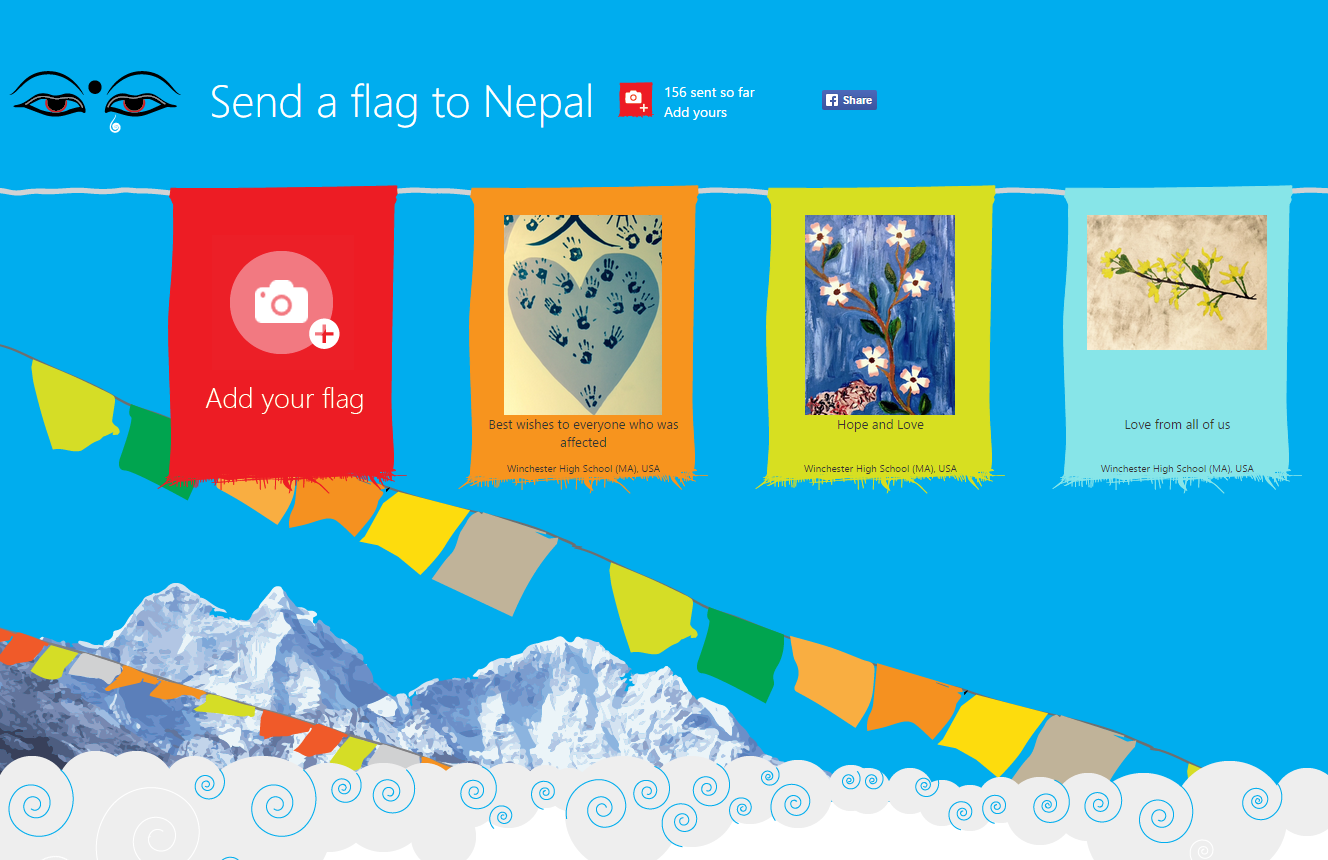 Send a flag to Nepal
156 sent so far
Add yours
Share
Add your flag
Best wishes to everyone who was
affected
Winchester High School (MA), USA
Hope and Love
Winchester High School (MA), USA
Love from all of us
Winchester High School (MA), USA